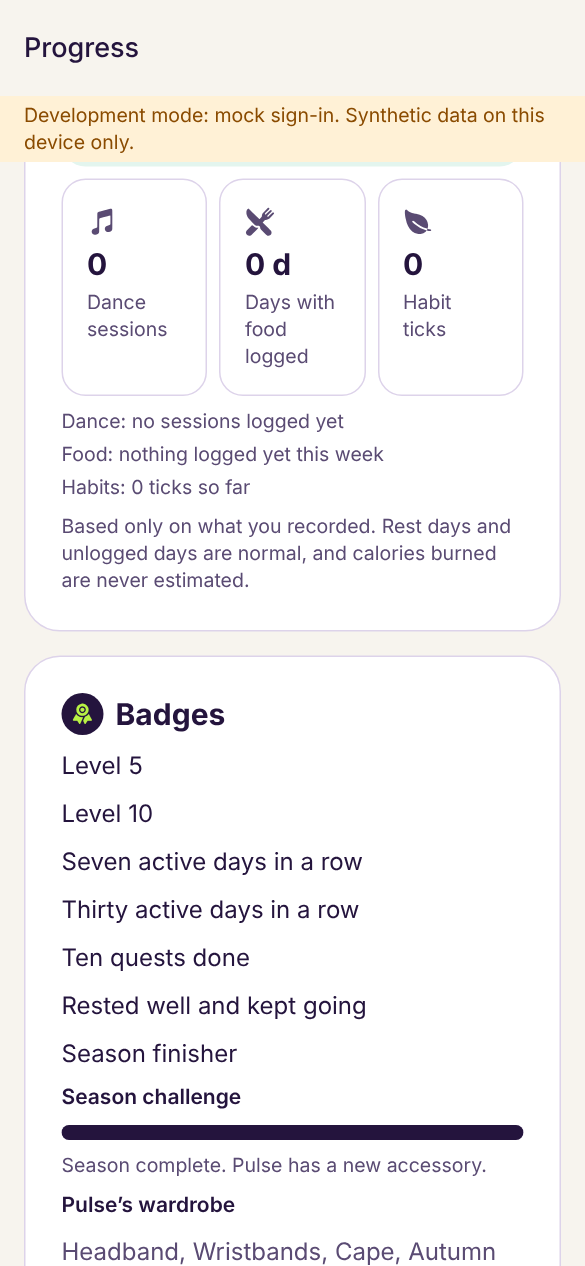 Progress
Development mode: mock sign-in. Synthetic data on this
device only.
0
Dance
sessions
0 d
Days with
food
logged
0
Habit
ticks
Dance: no sessions logged yet
Food: nothing logged yet this week
Habits: 0 ticks so far
Based only on what you recorded. Rest days and
unlogged days are normal, and calories burned
are never estimated.
Badges
Level 5
Level 10
Seven active days in a row
Thirty active days in a row
Ten quests done
Rested well and kept going
Season finisher
Season challenge
Season complete. Pulse has a new accessory.
Pulse’s wardrobe
Headband, Wristbands, Cape, Autumn